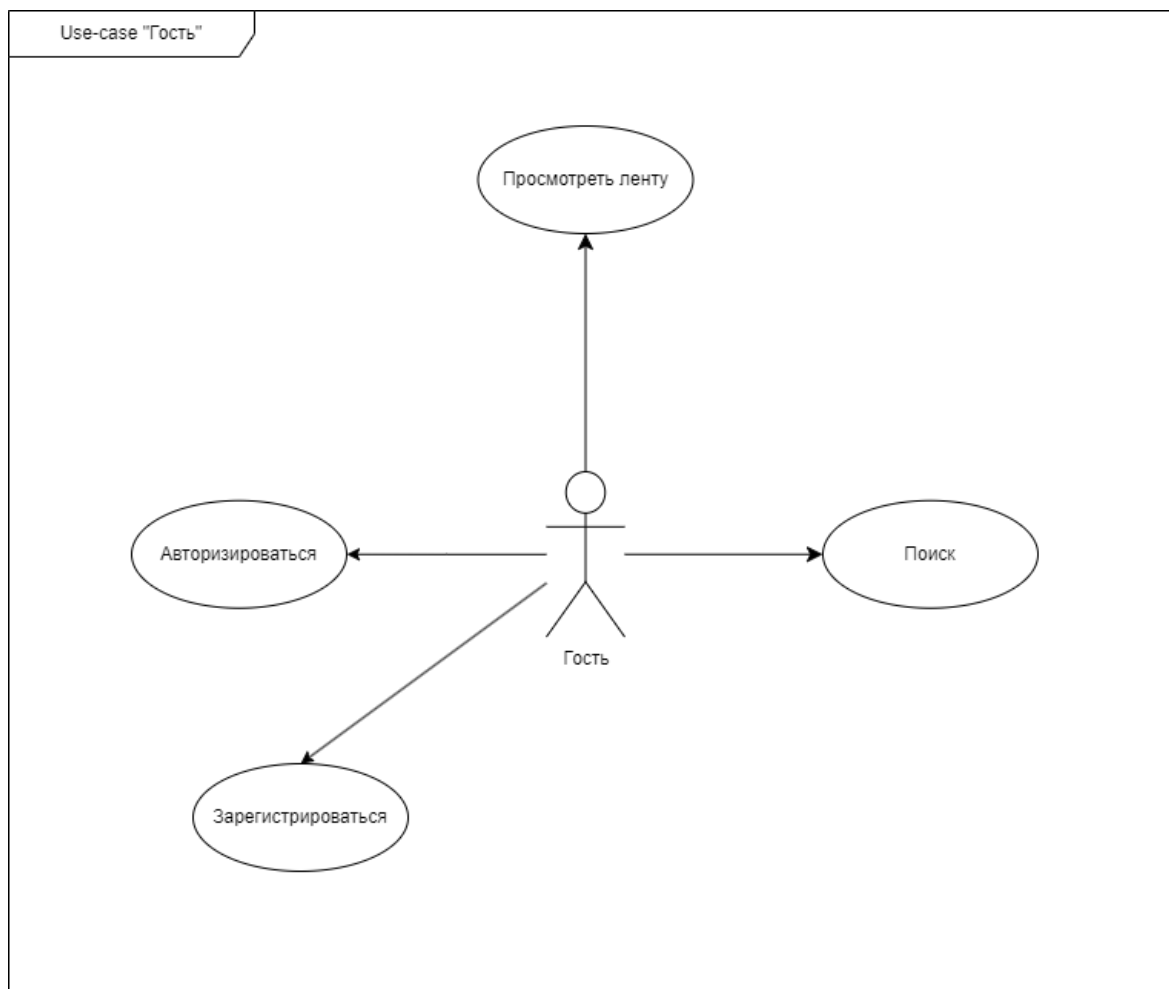 Use-case "Гость"
Просмотреть ленту
Авторизироваться
Поиск
Гость
Зарегистрироваться